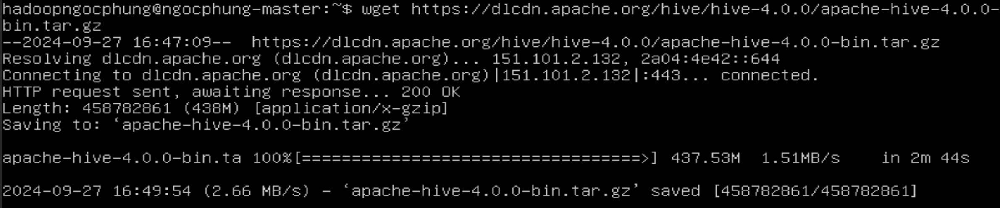 hadoopngocphung@ngocphung-master:~$ wget https://dlcdn.apache.org/hive/hive-4.0.0/apache-hive-4.0.0-
bin.tar.gz
--2024-09-27 16:47:09--  https://dlcdn.apache.org/hive/hive-4.0.0/apache-hive-4.0.0-bin.tar.gz
Resolving dlcdn.apache.org (dlcdn.apache.org)... 151.101.2.132, 2a04:4e42::644
Connecting to dlcdn.apache.org (dlcdn.apache.org)|151.101.2.132|:443... connected.
HTTP request sent, awaiting response... 200 OK
Length: 458782861 (438M) [application/x-gzip]
Saving to: ‘apache-hive-4.0.0-bin.tar.gz’
apache-hive-4.0.0-bin.ta 100%[==================================>] 437.53M  1.51MB/s    in 2m 44s
2024-09-27 16:49:54 (2.66 MB/s) - ‘apache-hive-4.0.0-bin.tar.gz’ saved [458782861/458782861]